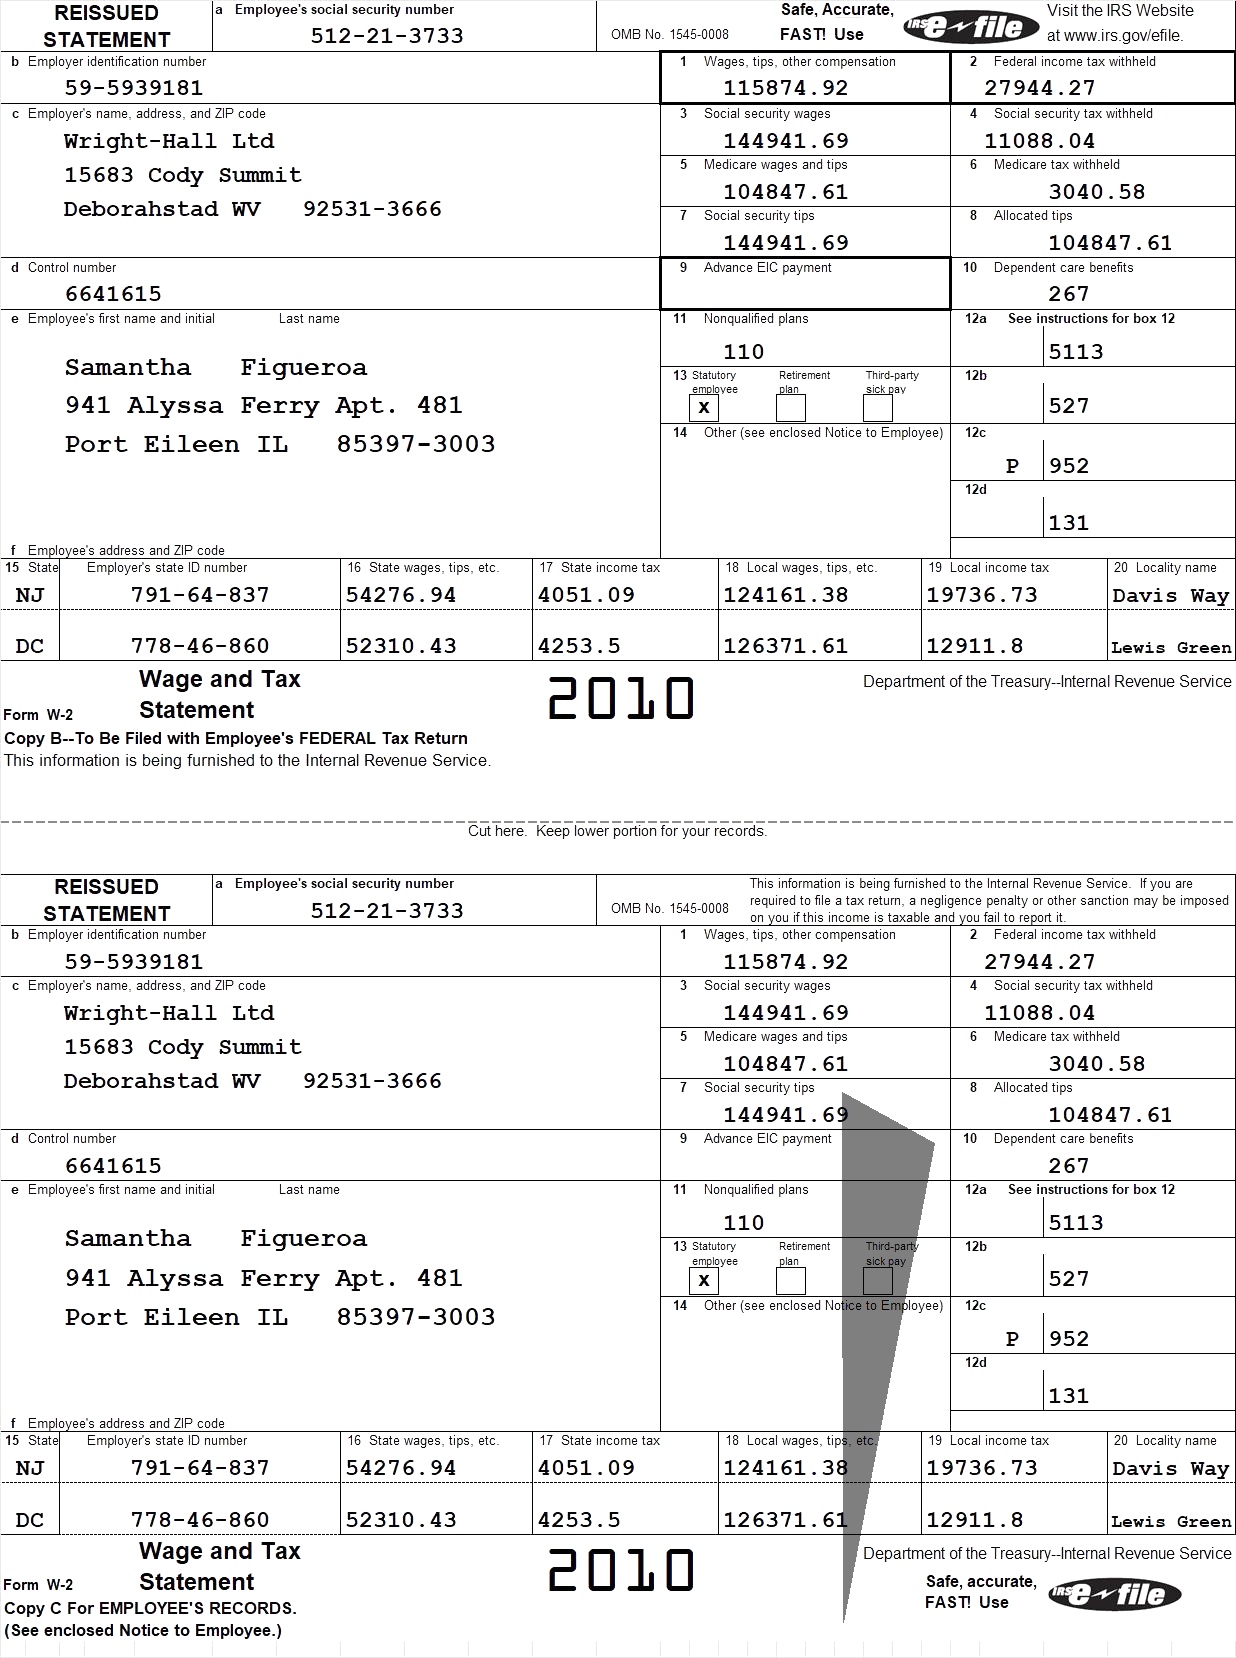 REISSUED STATEMENT
a Employee's social security number
512-21-3733
OMB No. 1545-0008
Safe, Accurate, FAST! Use
IRS e-file
Visit the IRS Website at www.irs.gov/efile.
b Employer identification number
59-5939181
1 Wages, tips, other compensation
115874.92
2 Federal income tax withheld
27944.27
c Employer's name, address, and ZIP code
Wright-Hall Ltd
15683 Cody Summit
Deborahstad WV 92531-3666
3 Social security wages
144941.69
4 Social security tax withheld
11088.04
5 Medicare wages and tips
104847.61
6 Medicare tax withheld
3040.58
7 Social security tips
144941.69
8 Allocated tips
104847.61
d Control number
6641615
9 Advance EIC payment
10 Dependent care benefits
267
e Employee's first name and initial Last name
Samantha Figueroa
941 Alyssa Ferry Apt. 481
Port Eileen IL 85397-3003
11 Nonqualified plans
110
12a See instructions for box 12
5113
13 Statutory employee
Retirement plan
Third-party sick pay
X
12b
527
14 Other (see enclosed Notice to Employee)
12c
P 952
12d
131
f Employee's address and ZIP code
15 State Employer's state ID number 16 State wages, tips, etc. 17 State income tax 18 Local wages, tips, etc. 19 Local income tax 20 Locality name
NJ 791-64-837 54276.94 4051.09 124161.38 19736.73 Davis Way
DC 778-46-860 52310.43 4253.5 126371.61 12911.8 Lewis Green
Form W-2 Wage and Tax Statement
2010
Department of the Treasury--Internal Revenue Service
Copy B--To Be Filed with Employee's FEDERAL Tax Return
This information is being furnished to the Internal Revenue Service.
Cut here. Keep lower portion for your records.
REISSUED STATEMENT
a Employee's social security number
512-21-3733
OMB No. 1545-0008
This information is being furnished to the Internal Revenue Service. If you are
required to file a tax return, a negligence penalty or other sanction may be imposed
on you if this income is taxable and you fail to report it.
b Employer identification number
59-5939181
1 Wages, tips, other compensation
115874.92
2 Federal income tax withheld
27944.27
c Employer's name, address, and ZIP code
Wright-Hall Ltd
15683 Cody Summit
Deborahstad WV 92531-3666
3 Social security wages
144941.69
4 Social security tax withheld
11088.04
5 Medicare wages and tips
104847.61
6 Medicare tax withheld
3040.58
7 Social security tips
144941.69
8 Allocated tips
104847.61
d Control number
6641615
9 Advance EIC payment
10 Dependent care benefits
267
e Employee's first name and initial Last name
Samantha Figueroa
941 Alyssa Ferry Apt. 481
Port Eileen IL 85397-3003
11 Nonqualified plans
110
12a See instructions for box 12
5113
13 Statutory employee
Retirement plan
Third-party sick pay
X
12b
527
14 Other (see enclosed Notice to Employee)
12c
P 952
12d
131
f Employee's address and ZIP code
15 State Employer's state ID number 16 State wages, tips, etc. 17 State income tax 18 Local wages, tips, etc. 19 Local income tax 20 Locality name
NJ 791-64-837 54276.94 4051.09 124161.38 19736.73 Davis Way
DC 778-46-860 52310.43 4253.5 126371.61 12911.8 Lewis Green
Form W-2 Wage and Tax Statement
2010
Department of the Treasury--Internal Revenue Service
Copy C For EMPLOYEE'S RECORDS.
(See enclosed Notice to Employee.)
Safe, accurate, FAST! Use
IRS e-file